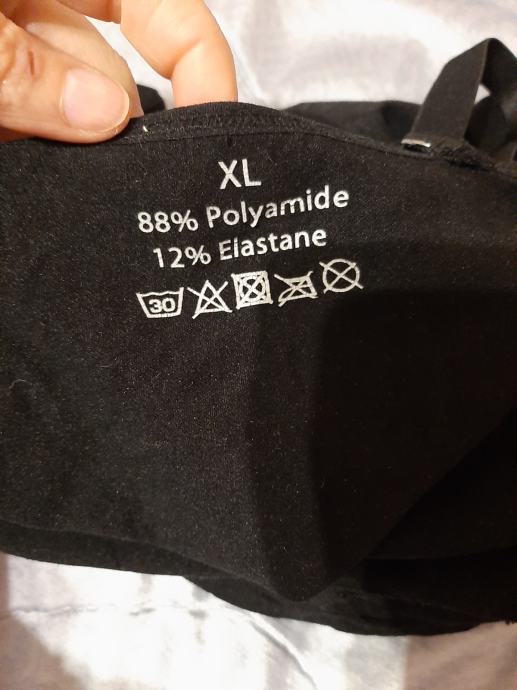 XL
88% Polyamide
12% Elastane
30